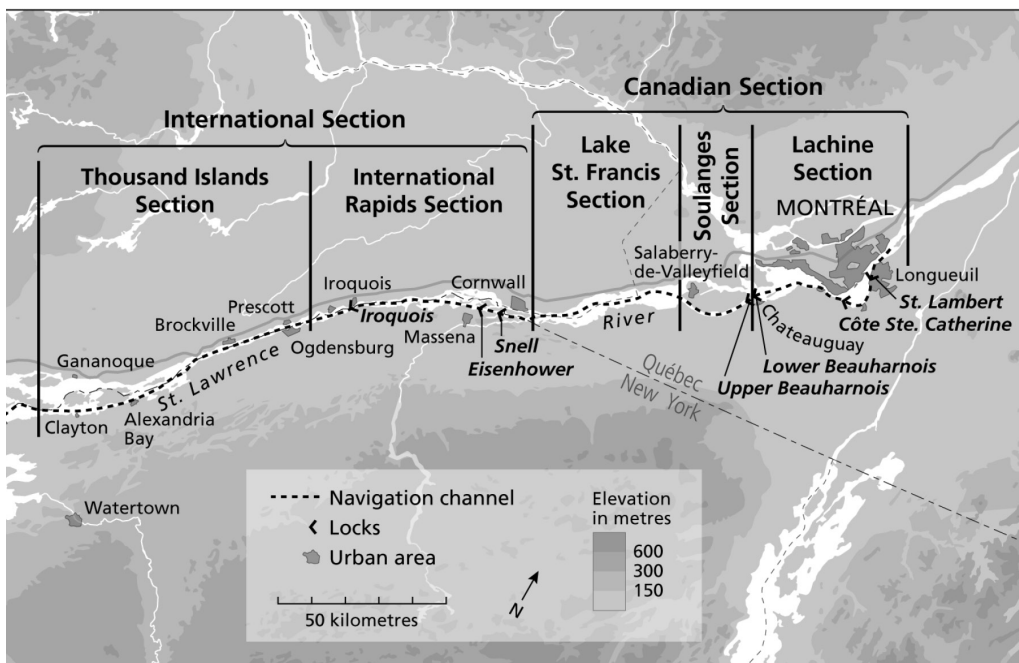 Canadian Section
International Section
Thousand Islands
Section
International
Rapids Section
Lake
St. Francis
Section
Soulanges
Section
Lachine
Section
MONTRÉAL
Salaberry-
de-Valleyfield
Longueuil
St. Lambert
Côte Ste. Catherine
Chateauguay
Lower Beauharnois
Upper Beauharnois
Iroquois
Iroquois
Cornwall
Prescott
Brockville
Ogdensburg
Massena
Snell
Eisenhower
Gananoque
St. Lawrence
River
Clayton
Alexandria
Bay
Watertown
Québec
New York
Navigation channel
Locks
Urban area
50 kilometres
N
Elevation
in metres
600
300
150